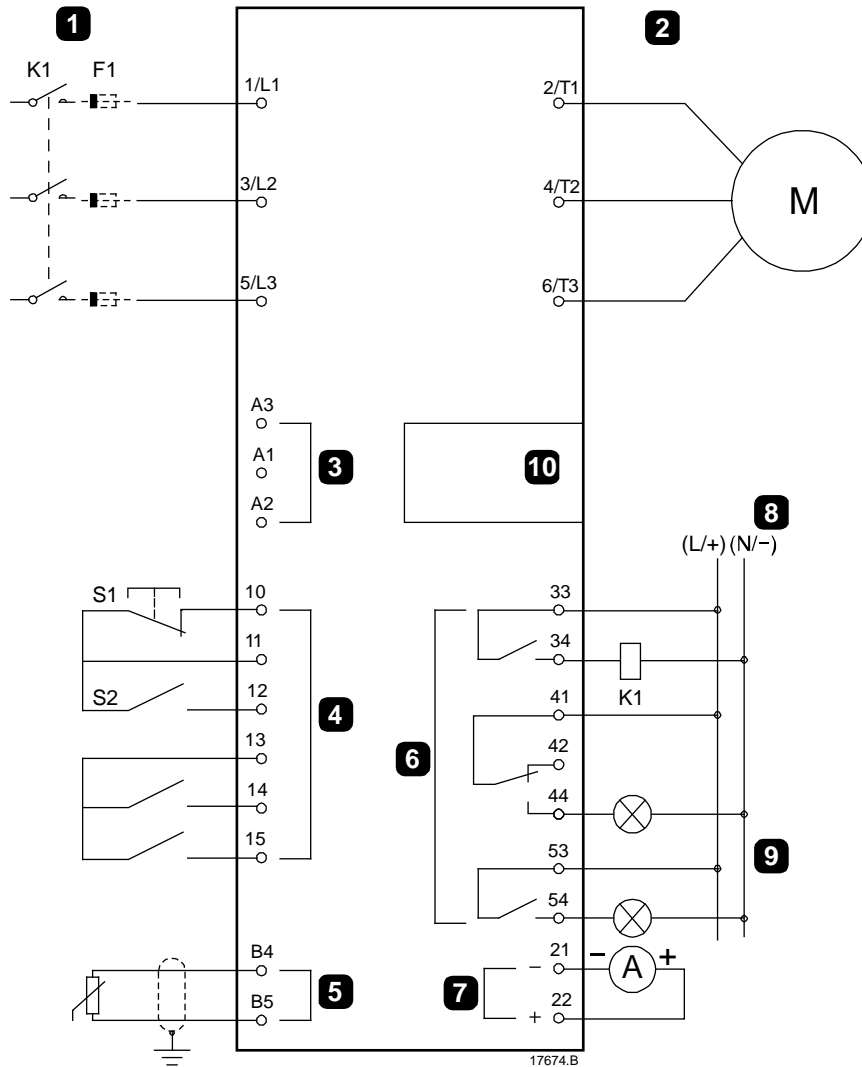 1
2
K1 F1
1/L1
2/T1
3/L2
4/T2
M
5/L3
6/T3
A3
A1
3
10
A2
8
(L/+) (N/−)
S1
10
33
11
34
S2
12
4
K1
41
13
6
42
14
44
15
9
53
54
B4
21
− A +
5
7
−
B5
22
+
17674.B